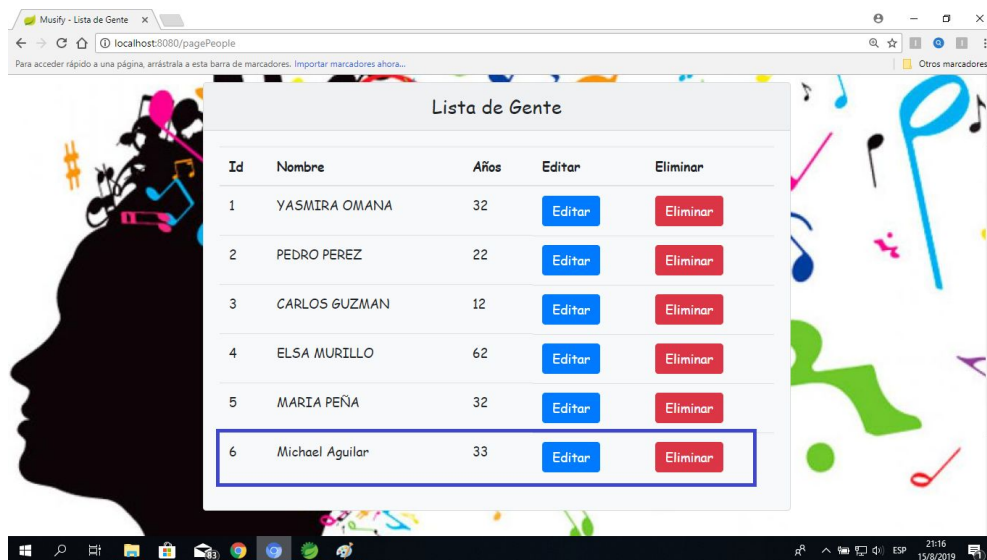 Musify - Lista de Gente
localhost:8080/pagePeople
Para acceder rápido a una página, arrástrala a esta barra de marcadores. Importar marcadores ahora... Otros marcadores
Lista de Gente
Id Nombre Años Editar Eliminar
1 YASMIRA OMANA 32 Editar Eliminar
2 PEDRO PEREZ 22 Editar Eliminar
3 CARLOS GUZMAN 12 Editar Eliminar
4 ELSA MURILLO 62 Editar Eliminar
5 MARIA PEÑA 32 Editar Eliminar
6 Michael Aguilar 33 Editar Eliminar
83 ESP 21:16
15/8/2019